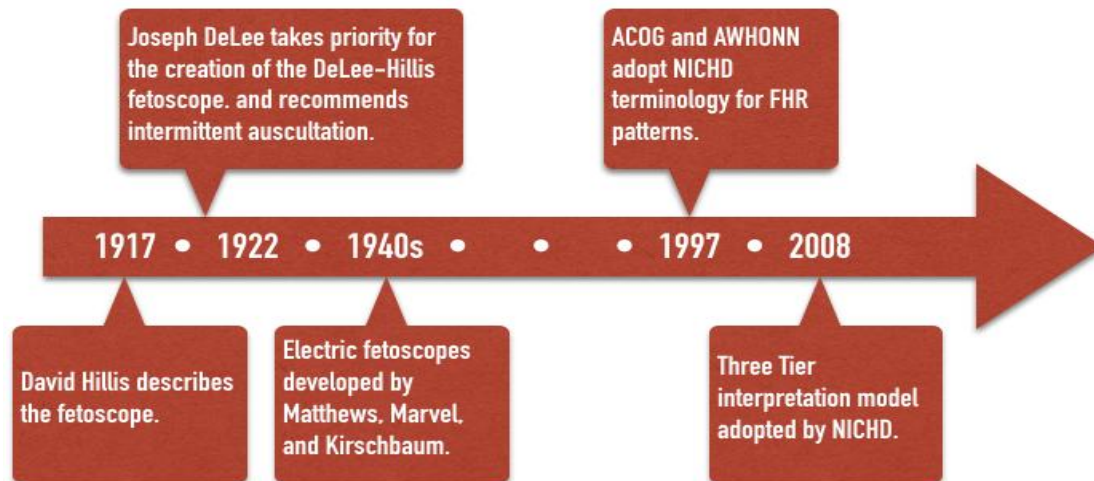 Joseph DeLee takes priority for
the creation of the DeLee-Hillis
fetoscope. and recommends
intermittent auscultation.
ACOG and AWHONN
adopt NICHD
terminology for FHR
patterns.
1917 • 1922 • 1940s • • • 1997 • 2008
David Hillis describes
the fetoscope.
Electric fetoscopes
developed by
Matthews, Marvel,
and Kirschbaum.
Three Tier
interpretation model
adopted by NICHD.